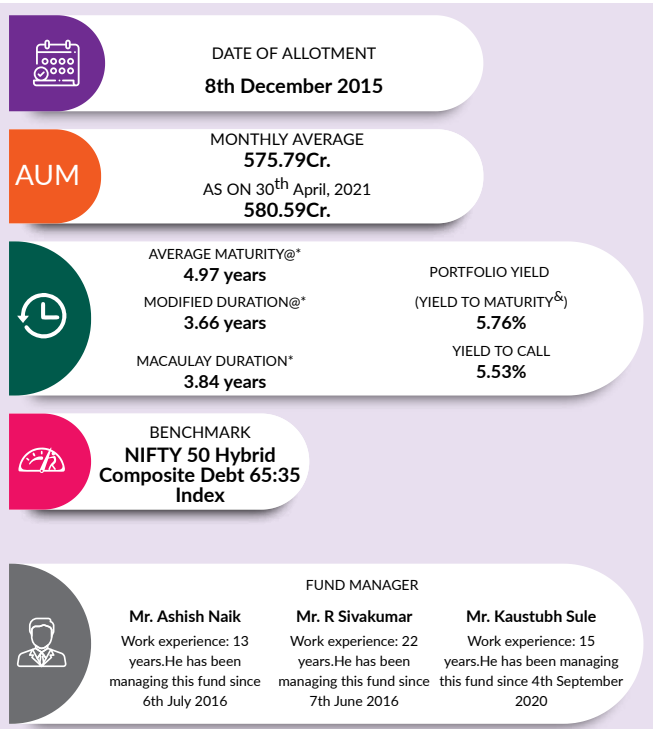 DATE OF ALLOTMENT
8th December 2015
AUM
MONTHLY AVERAGE
575.79Cr.
AS ON 30th April, 2021
580.59Cr.
AVERAGE MATURITY@*
4.97 years
MODIFIED DURATION@*
3.66 years
MACAULAY DURATION*
3.84 years
PORTFOLIO YIELD
(YIELD TO MATURITY&)
5.76%
YIELD TO CALL
5.53%
BENCHMARK
NIFTY 50 Hybrid
Composite Debt 65:35
Index
FUND MANAGER
Mr. Ashish Naik
Work experience: 13
years.He has been
managing this fund since
6th July 2016
Mr. R Sivakumar
Work experience: 22
years.He has been
managing this fund since
7th June 2016
Mr. Kaustubh Sule
Work experience: 15
years.He has been managing
this fund since 4th September
2020